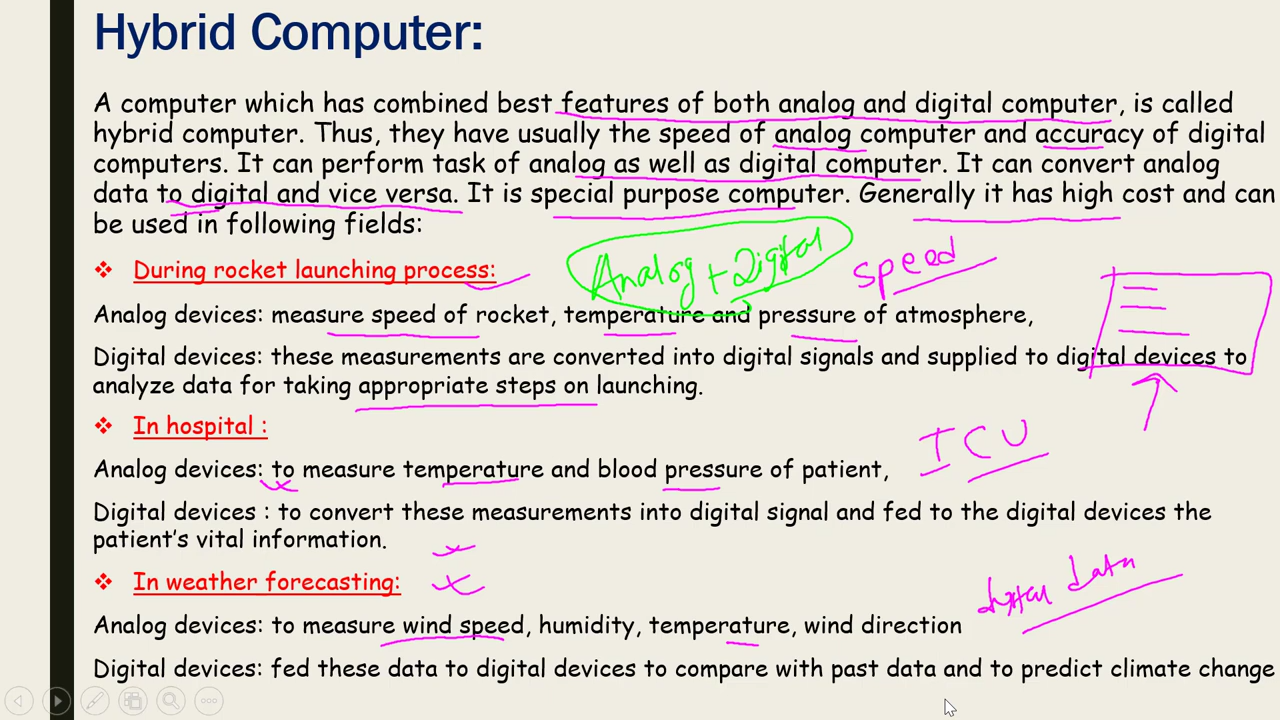 Hybrid Computer:
A computer which has combined best features of both analog and digital computer, is called
hybrid computer. Thus, they have usually the speed of analog computer and accuracy of digital
computers. It can perform task of analog as well as digital computer. It can convert analog
data to digital and vice versa. It is special purpose computer. Generally it has high cost and can
be used in following fields:
Analog + Digital
speed
❖ During rocket launching process:
Analog devices: measure speed of rocket, temperature and pressure of atmosphere,
Digital devices: these measurements are converted into digital signals and supplied to digital devices to
analyze data for taking appropriate steps on launching.
❖ In hospital :
ICU
Analog devices: to measure temperature and blood pressure of patient,
Digital devices : to convert these measurements into digital signal and fed to the digital devices the
patient's vital information.
❖ In weather forecasting:
digital data
Analog devices: to measure wind speed, humidity, temperature, wind direction
Digital devices: fed these data to digital devices to compare with past data and to predict climate change